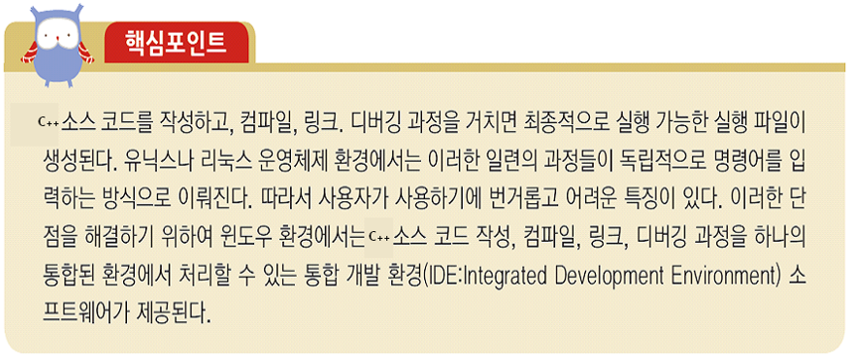 핵심포인트
C++소스 코드를 작성하고, 컴파일, 링크. 디버깅 과정을 거치면 최종적으로 실행 가능한 실행 파일이
생성된다. 유닉스나 리눅스 운영체제 환경에서는 이러한 일련의 과정들이 독립적으로 명령어를 입
력하는 방식으로 이뤄진다. 따라서 사용자가 사용하기에 번거롭고 어려운 특징이 있다. 이러한 단
점을 해결하기 위하여 윈도우 환경에서는C++소스 코드 작성, 컴파일, 링크, 디버깅 과정을 하나의
통합된 환경에서 처리할 수 있는 통합 개발 환경(IDE:Integrated Development Environment) 소
프트웨어가 제공된다.